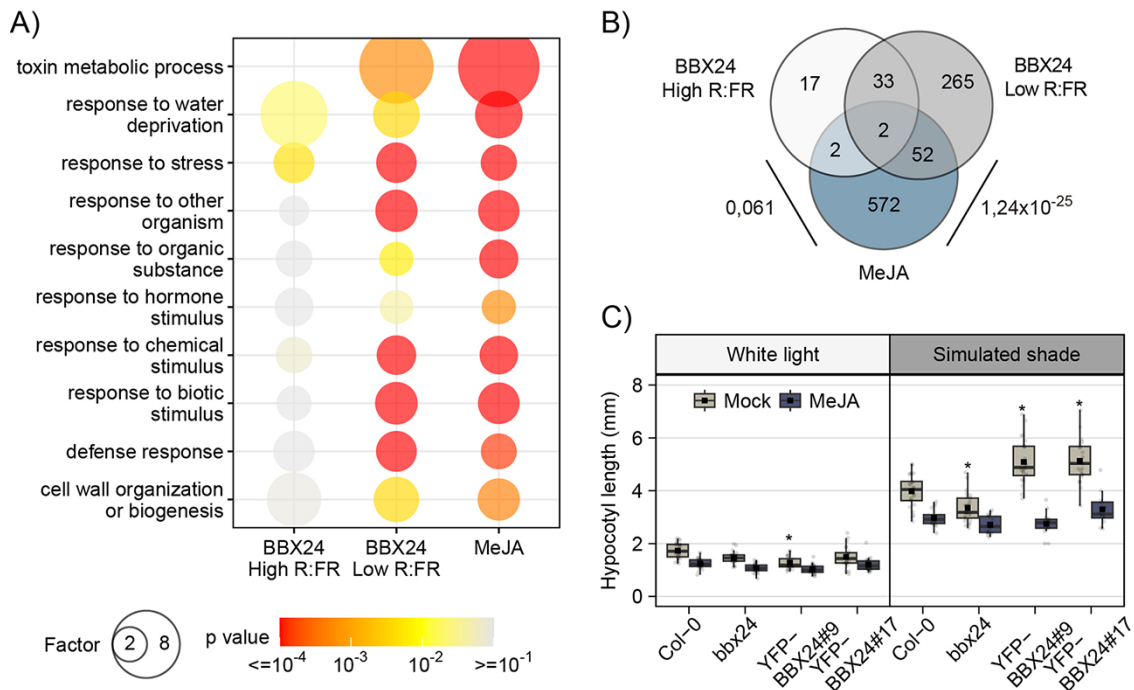 A)
toxin metabolic process
response to water
deprivation
response to stress
response to other
organism
response to organic
substance
response to hormone
stimulus
response to chemical
stimulus
response to biotic
stimulus
defense response
cell wall organization
or biogenesis
BBX24
High R:FR
BBX24
Low R:FR
MeJA
Factor
2
8
p value
<=10⁻⁴
10⁻³
10⁻²
>=10⁻¹
B)
BBX24
High R:FR
BBX24
Low R:FR
17
33
265
2
2
52
572
0,061
1,24x10⁻²⁵
MeJA
C)
White light
Simulated shade
Mock
MeJA
Hypocotyl length (mm)
8
6
4
2
0
Col-0
bbx24
YFP-
BBX24#9
YFP-
BBX24#17
Col-0
bbx24
YFP-
BBX24#9
YFP-
BBX24#17
*
*
*
*